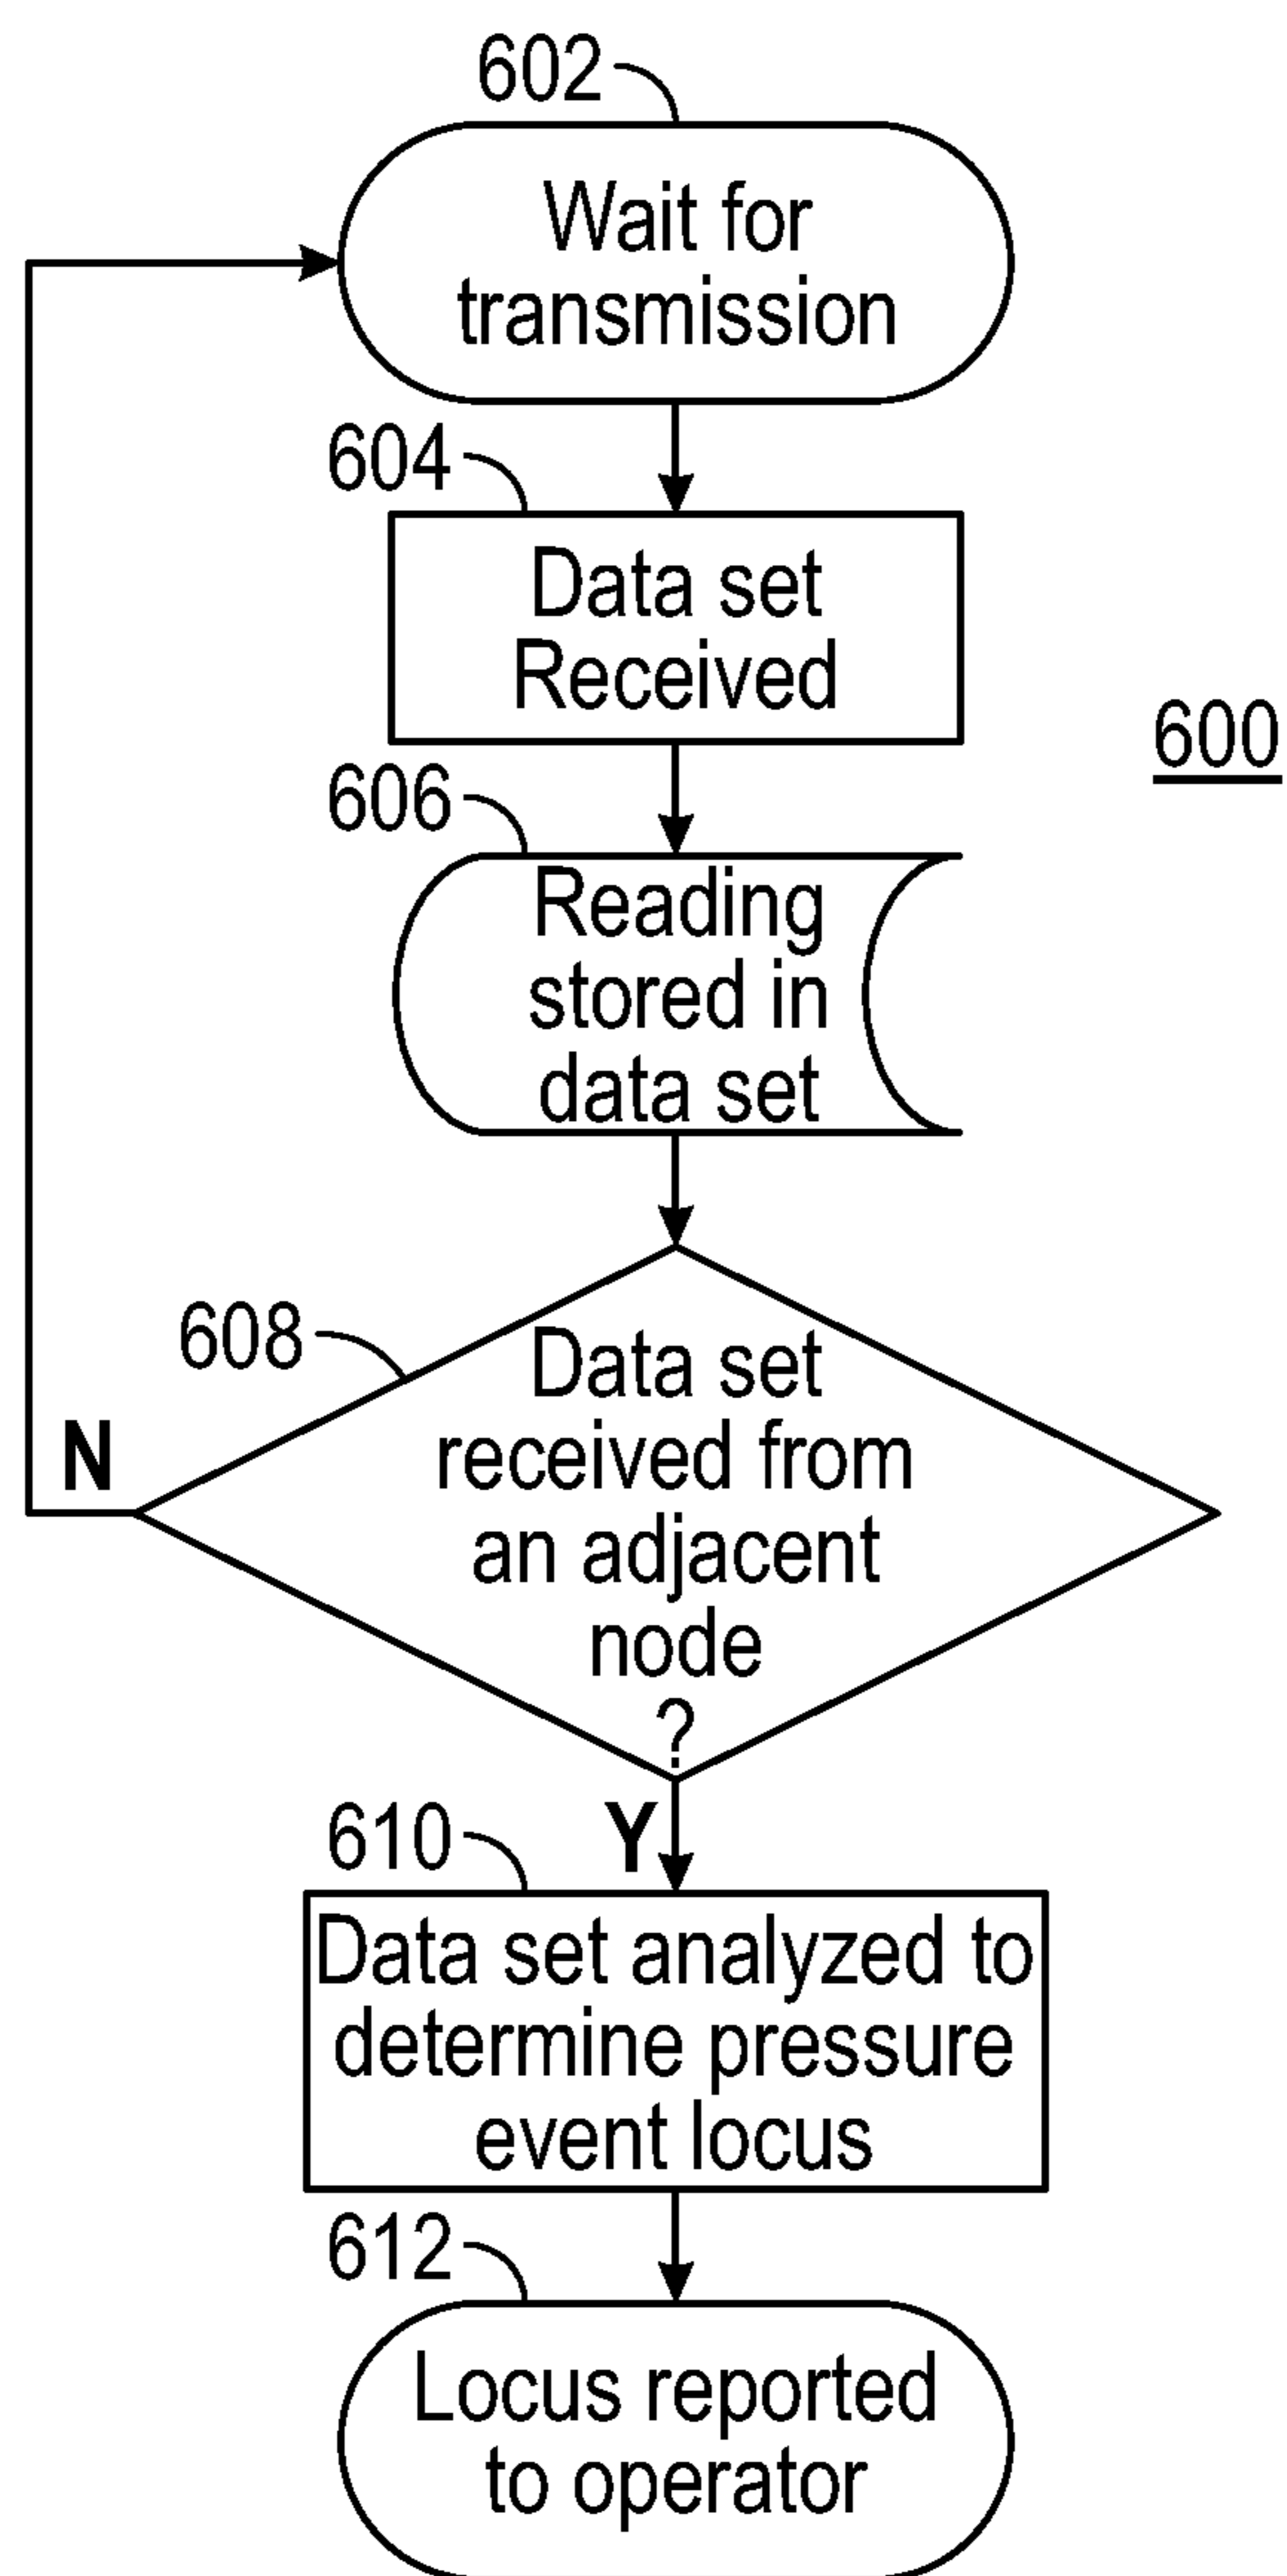 602
Wait for
transmission
604
Data set
Received
600
606
Reading
stored in
data set
608
Data set
received from
an adjacent
node
?
N
Y
610
Data set analyzed to
determine pressure
event locus
612
Locus reported
to operator